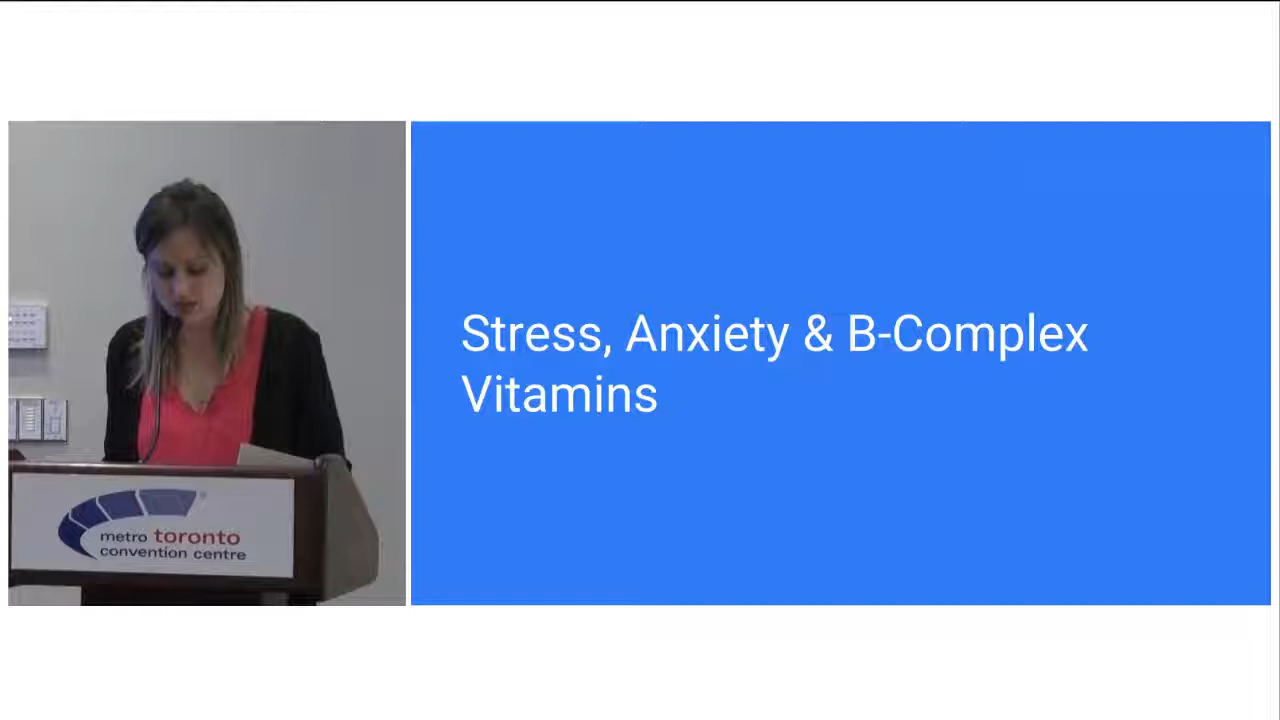 Stress, Anxiety & B-Complex
Vitamins
metro toronto
convention centre